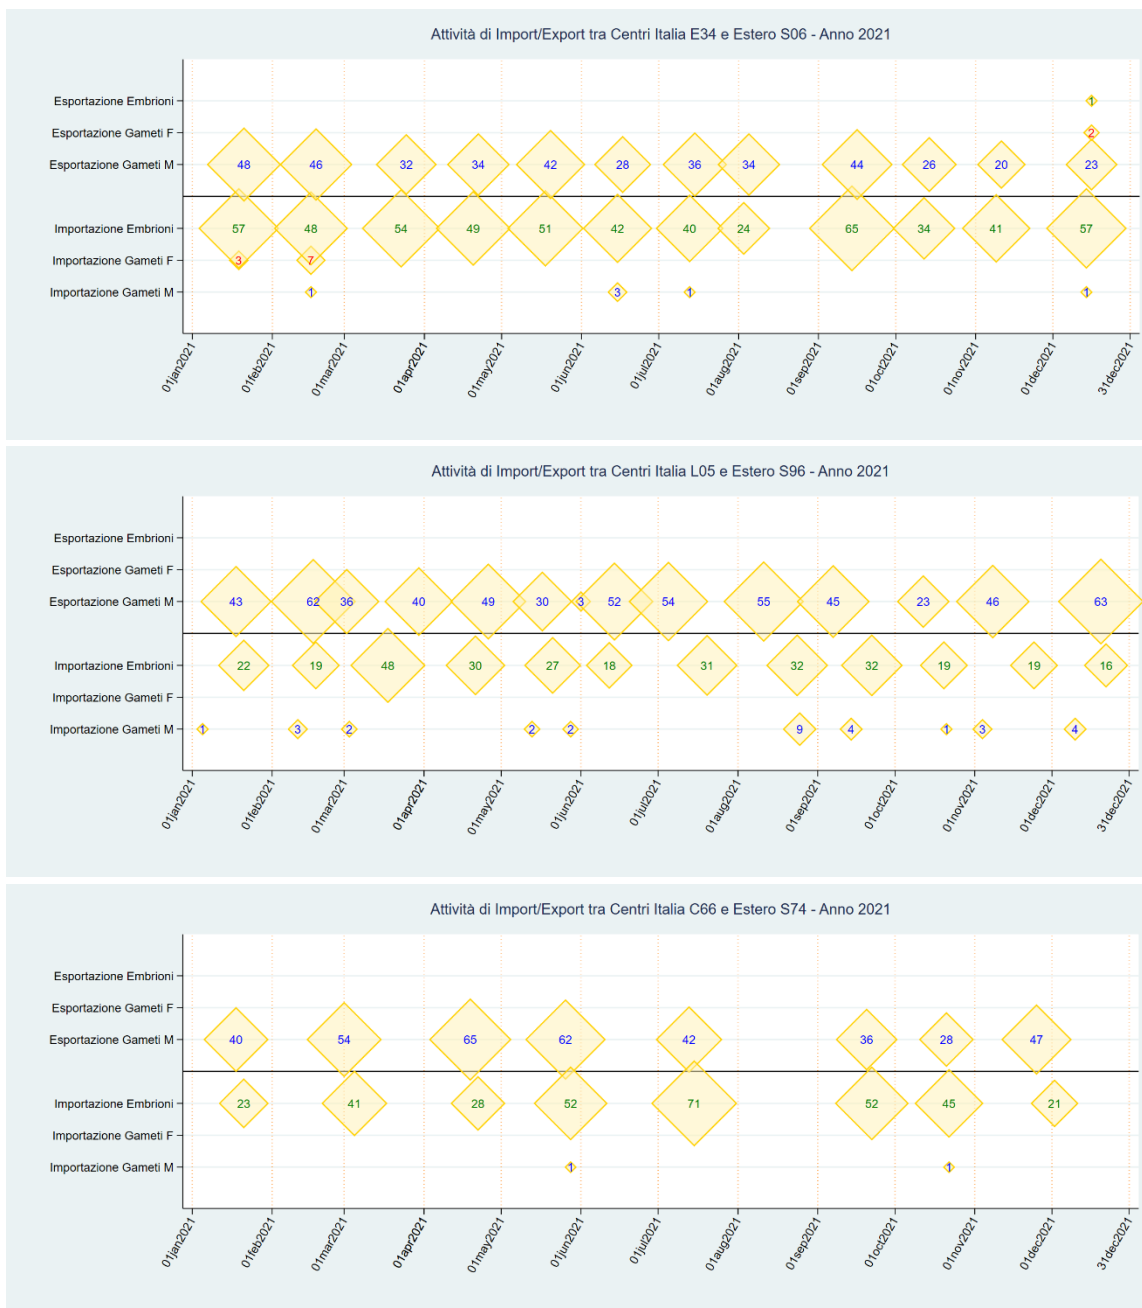 Attività di Import/Export tra Centri Italia E34 e Estero S06 - Anno 2021
Esportazione Embrioni
1
Esportazione Gameti F
2
Esportazione Gameti M
48 46 32 34 42 28 36 34 44 26 20 23
Importazione Embrioni
57 48 54 49 51 42 40 24 65 34 41 57
Importazione Gameti F
3 7
Importazione Gameti M
1 3 1 1
01jan2021 01feb2021 01mar2021 01apr2021 01may2021 01jun2021 01jul2021 01aug2021 01sep2021 01oct2021 01nov2021 01dec2021 31dec2021
Attività di Import/Export tra Centri Italia L05 e Estero S96 - Anno 2021
Esportazione Embrioni
Esportazione Gameti F
Esportazione Gameti M
43 62 36 40 49 30 3 52 54 55 45 23 46 63
Importazione Embrioni
22 19 48 30 27 18 31 32 32 19 19 16
Importazione Gameti F
Importazione Gameti M
1 3 2 2 2 9 4 1 3 4
01jan2021 01feb2021 01mar2021 01apr2021 01may2021 01jun2021 01jul2021 01aug2021 01sep2021 01oct2021 01nov2021 01dec2021 31dec2021
Attività di Import/Export tra Centri Italia C66 e Estero S74 - Anno 2021
Esportazione Embrioni
Esportazione Gameti F
Esportazione Gameti M
40 54 65 62 42 36 28 47
Importazione Embrioni
23 41 28 52 71 52 45 21
Importazione Gameti F
Importazione Gameti M
1 1
01jan2021 01feb2021 01mar2021 01apr2021 01may2021 01jun2021 01jul2021 01aug2021 01sep2021 01oct2021 01nov2021 01dec2021 31dec2021